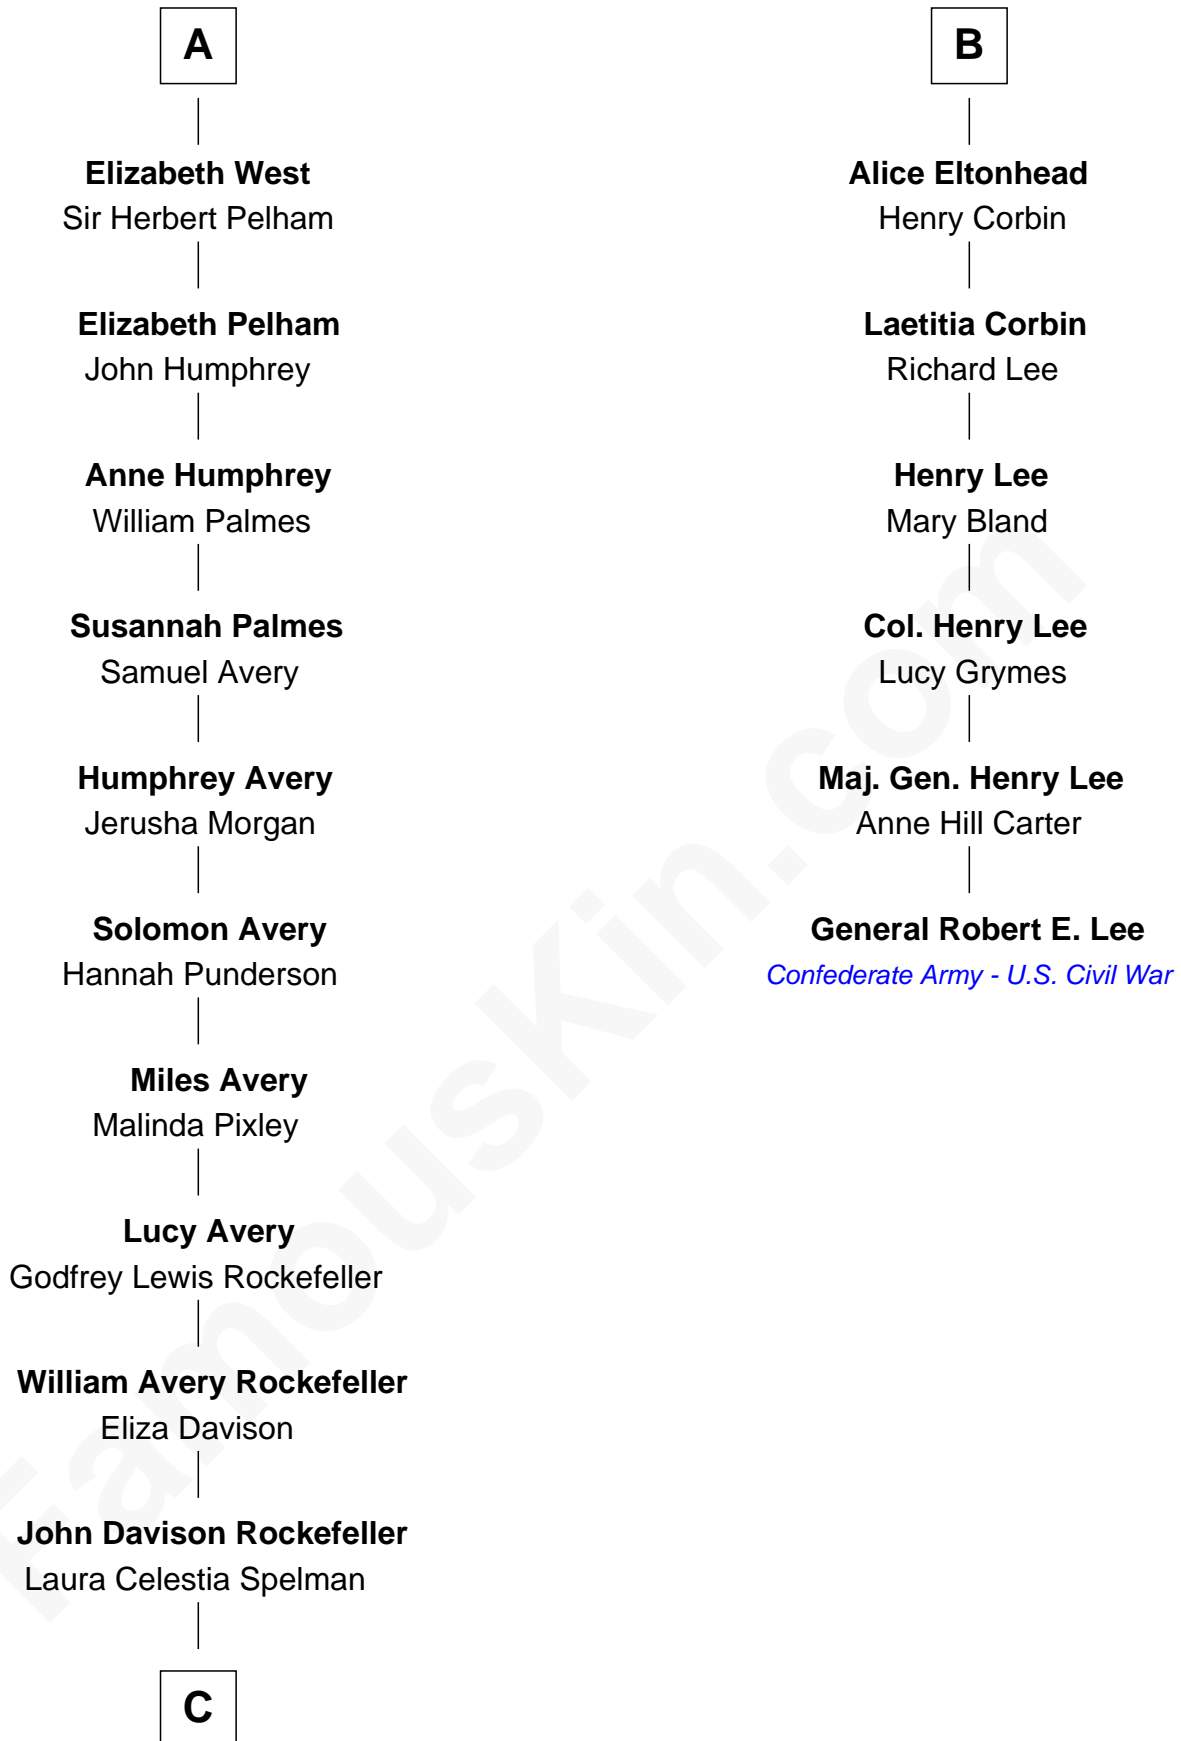 A
Elizabeth West
Sir Herbert Pelham
Elizabeth Pelham
John Humphrey
Anne Humphrey
William Palmes
Susannah Palmes
Samuel Avery
Humphrey Avery
Jerusha Morgan
Solomon Avery
Hannah Punderson
Miles Avery
Malinda Pixley
Lucy Avery
Godfrey Lewis Rockefeller
William Avery Rockefeller
Eliza Davison
John Davison Rockefeller
Laura Celestia Spelman
C
B
Alice Eltonhead
Henry Corbin
Laetitia Corbin
Richard Lee
Henry Lee
Mary Bland
Col. Henry Lee
Lucy Grymes
Maj. Gen. Henry Lee
Anne Hill Carter
General Robert E. Lee
Confederate Army - U.S. Civil War
FamousKin.com